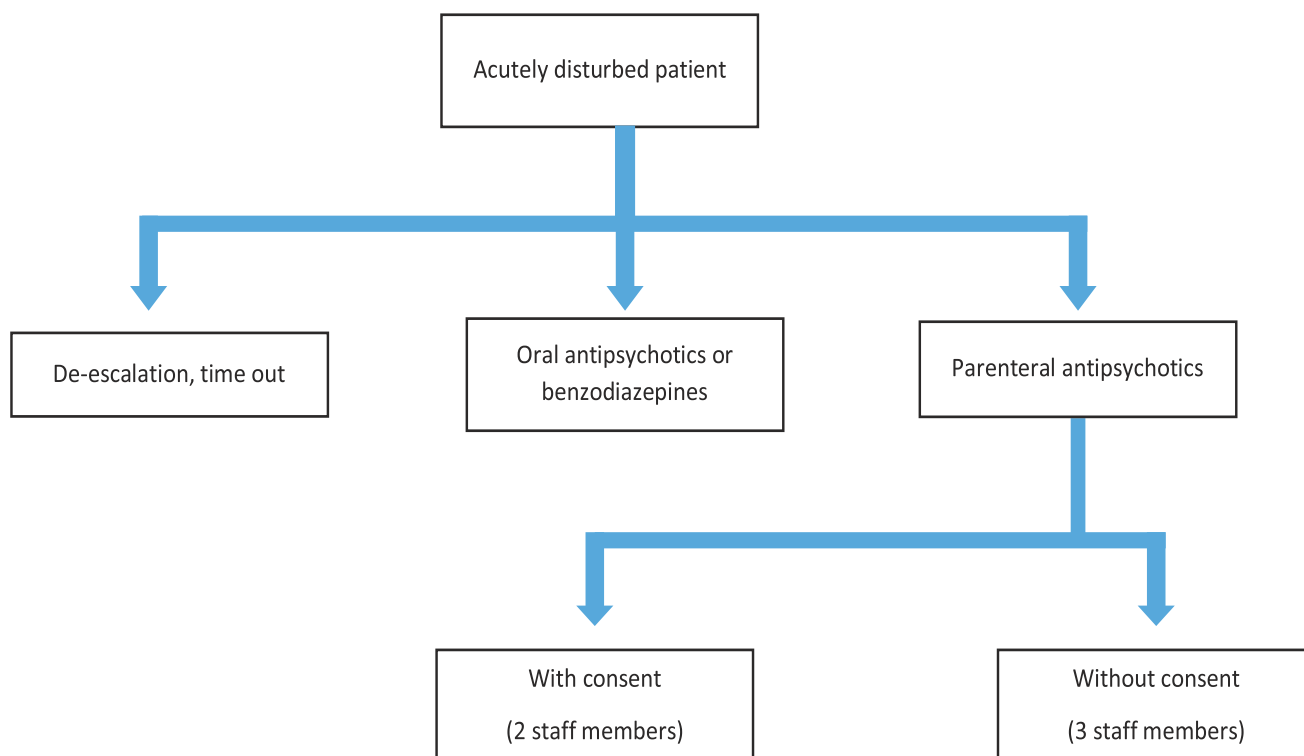 Acutely disturbed patient
De-escalation, time out
Oral antipsychotics or
benzodiazepines
Parenteral antipsychotics
With consent
(2 staff members)
Without consent
(3 staff members)